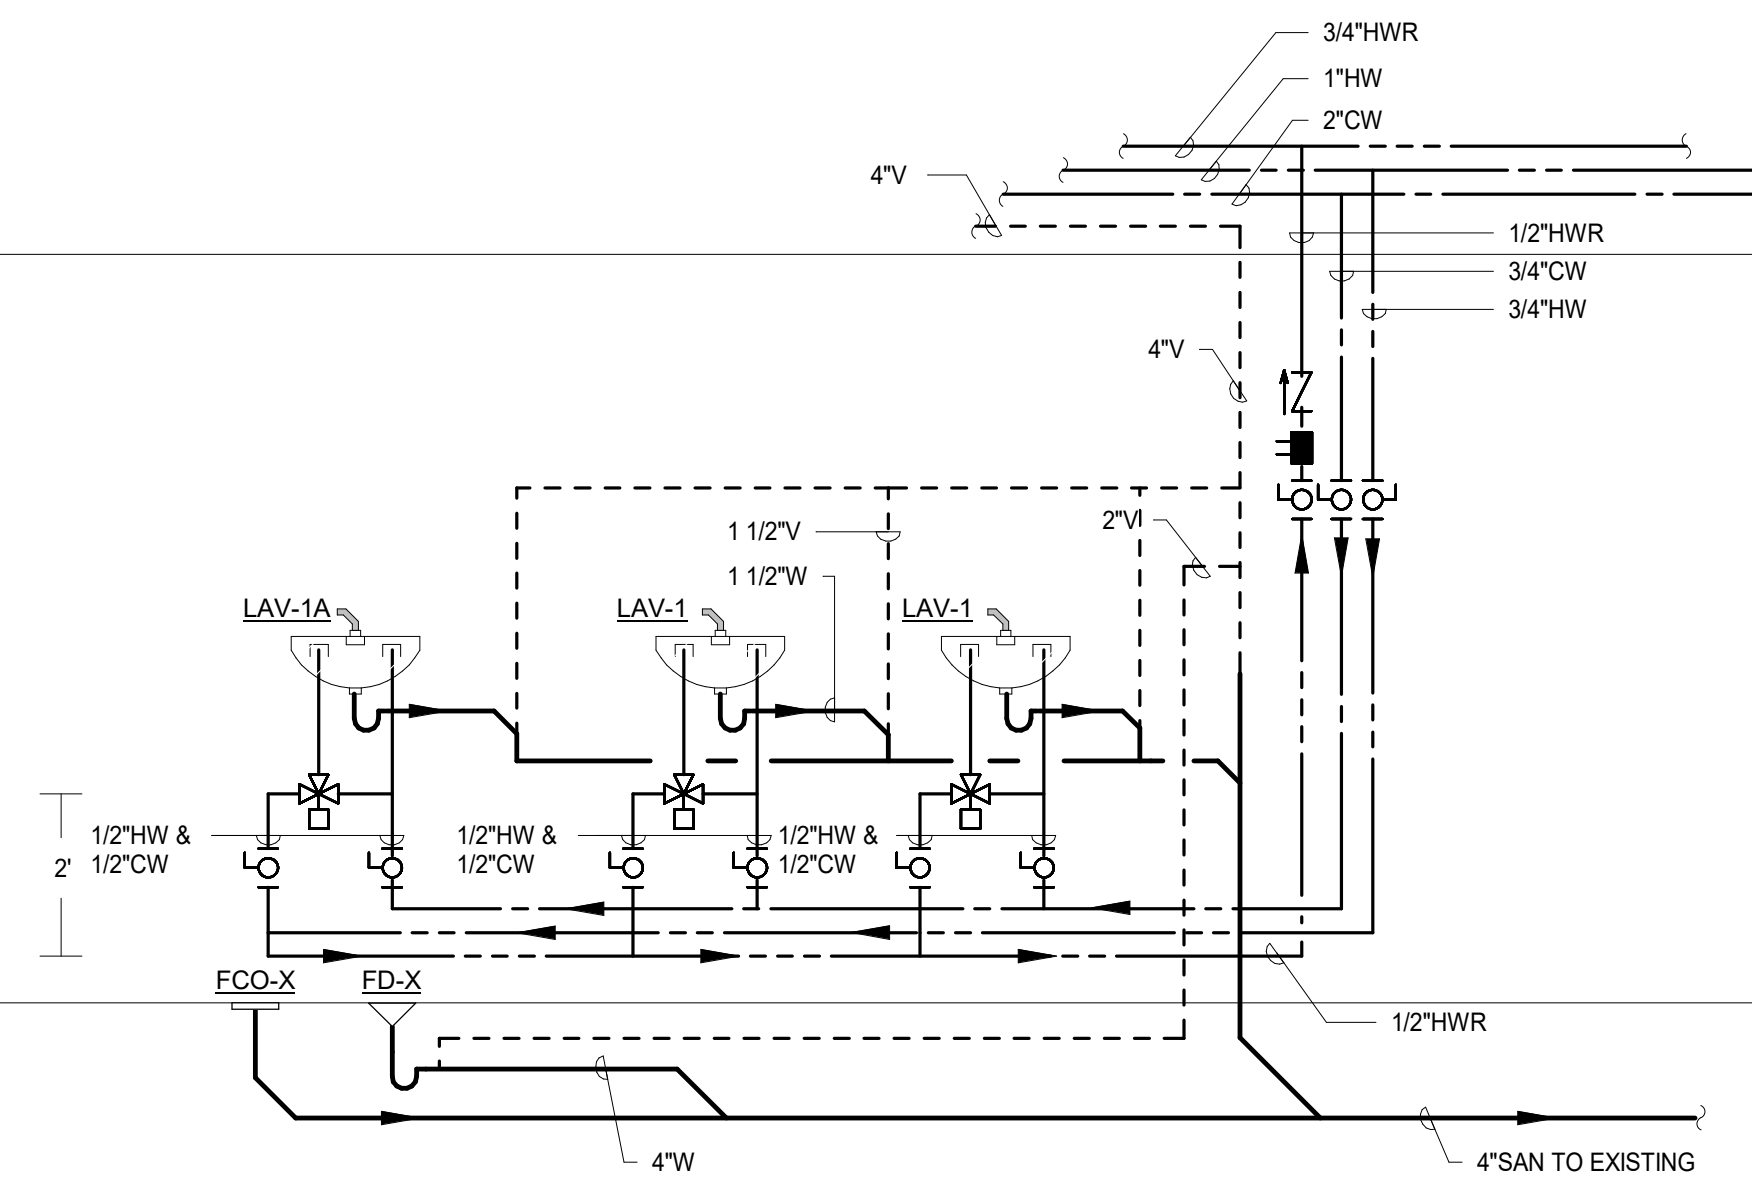 3/4"HWR
1"HW
2"CW
4"V
1/2"HWR
3/4"CW
3/4"HW
4"V
1 1/2"V
2"V
1 1/2"W
LAV-1A
LAV-1
LAV-1
1/2"HW &
1/2"CW
1/2"HW &
1/2"CW
1/2"HW &
1/2"CW
2'
FCO-X
FD-X
1/2"HWR
4"W
4"SAN TO EXISTING